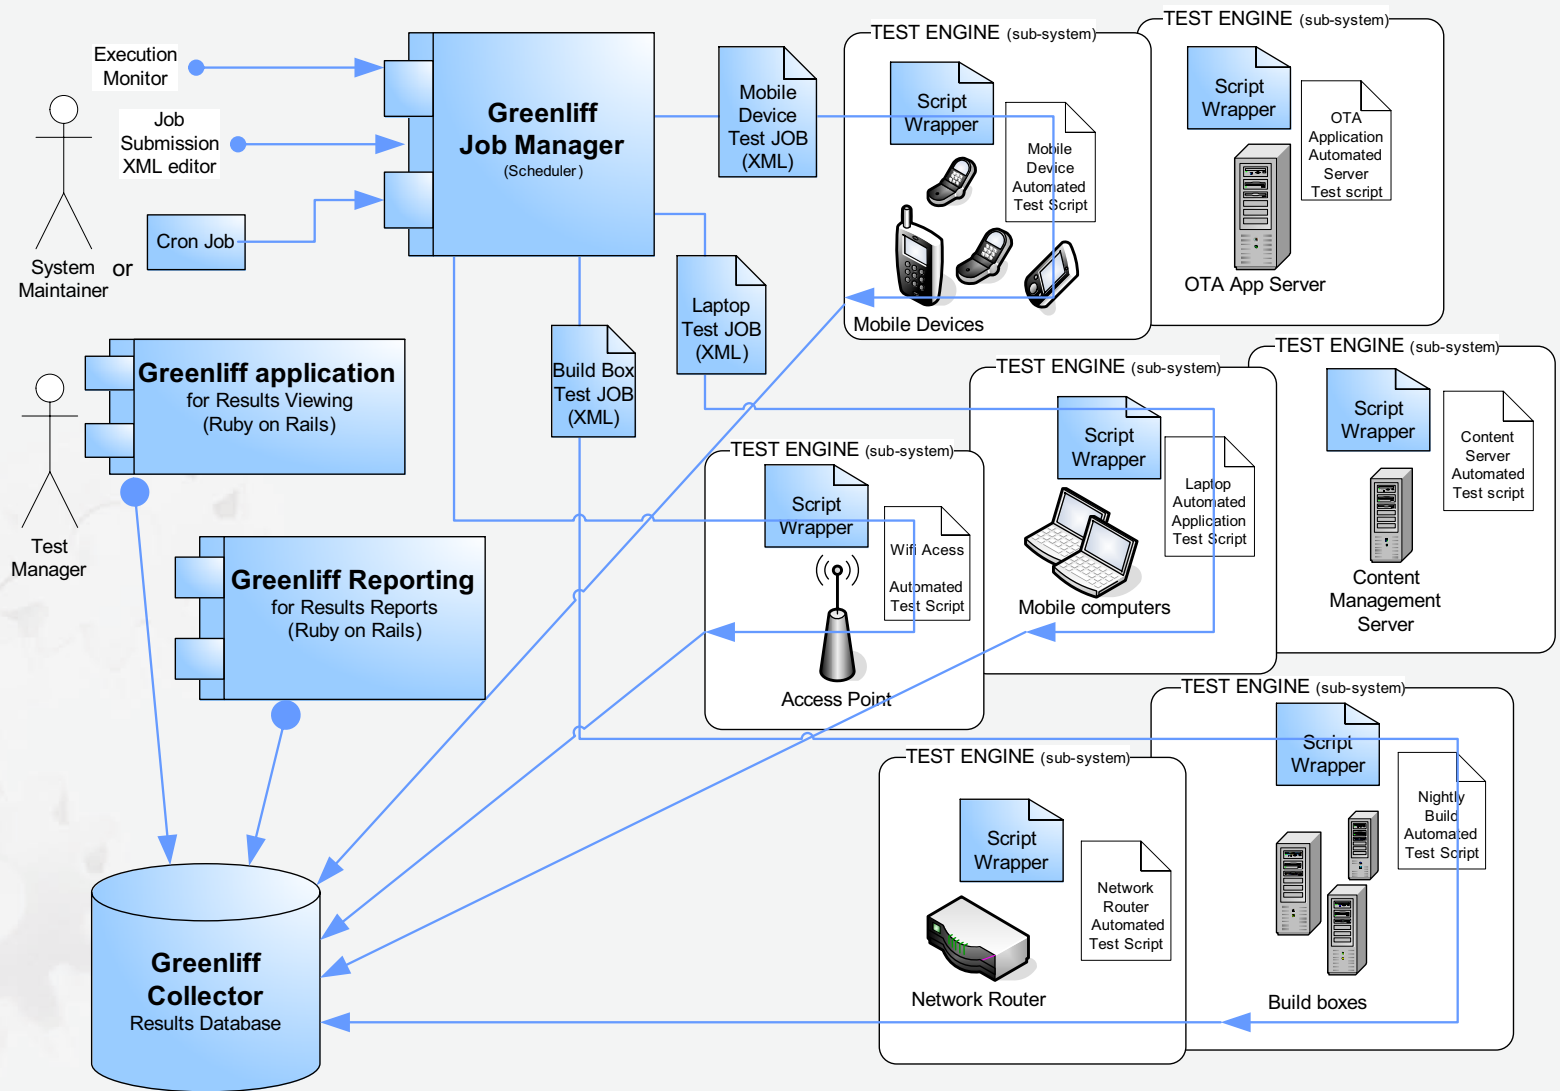 Execution
Monitor
Job
Submission
XML editor
Cron Job
System
Maintainer
or
Greenliff
Job Manager
(Scheduler)
Mobile
Device
Test JOB
(XML)
Laptop
Test JOB
(XML)
Build Box
Test JOB
(XML)
TEST ENGINE (sub-system)
Script
Wrapper
Mobile
Device
Automated
Test Script
Mobile Devices
TEST ENGINE (sub-system)
Script
Wrapper
OTA
Application
Automated
Server
Test script
OTA App Server
Greenliff application
for Results Viewing
(Ruby on Rails)
Test
Manager
Greenliff Reporting
for Results Reports
(Ruby on Rails)
TEST ENGINE (sub-system)
Script
Wrapper
Wifi Acess
Automated
Test Script
Access Point
TEST ENGINE (sub-system)
Script
Wrapper
Laptop
Automated
Application
Test Script
Mobile computers
TEST ENGINE (sub-system)
Script
Wrapper
Content
Server
Automated
Test script
Content
Management
Server
TEST ENGINE (sub-system)
Script
Wrapper
Network
Router
Automated
Test Script
Network Router
TEST ENGINE (sub-system)
Script
Wrapper
Nightly
Build
Automated
Test Script
Build boxes
Greenliff
Collector
Results Database